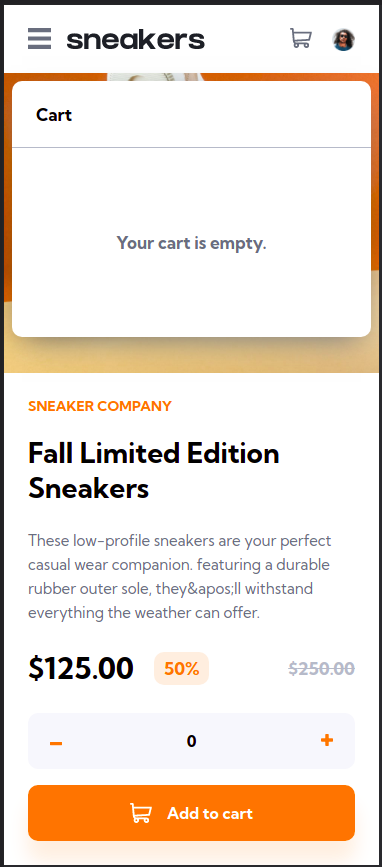 sneakers
Cart
Your cart is empty.
SNEAKER COMPANY
Fall Limited Edition
Sneakers
These low-profile sneakers are your perfect
casual wear companion. featuring a durable
rubber outer sole, they&apos;ll withstand
everything the weather can offer.
$125.00 50% $250.00
– 0 +
Add to cart